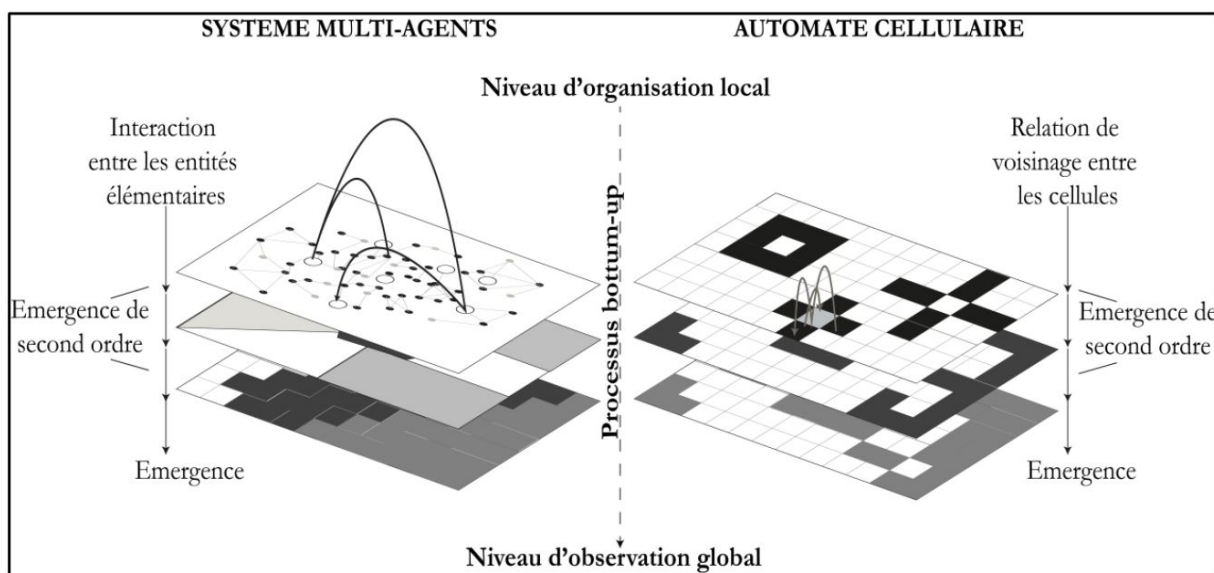 SYSTEME MULTI-AGENTS
AUTOMATE CELLULAIRE
Niveau d'organisation local
Interaction
entre les entités
élémentaires
Relation de
voisinage entre
les cellules
Processus bottum-up
Emergence de
second ordre
Emergence de
second ordre
Emergence
Emergence
Niveau d'observation global